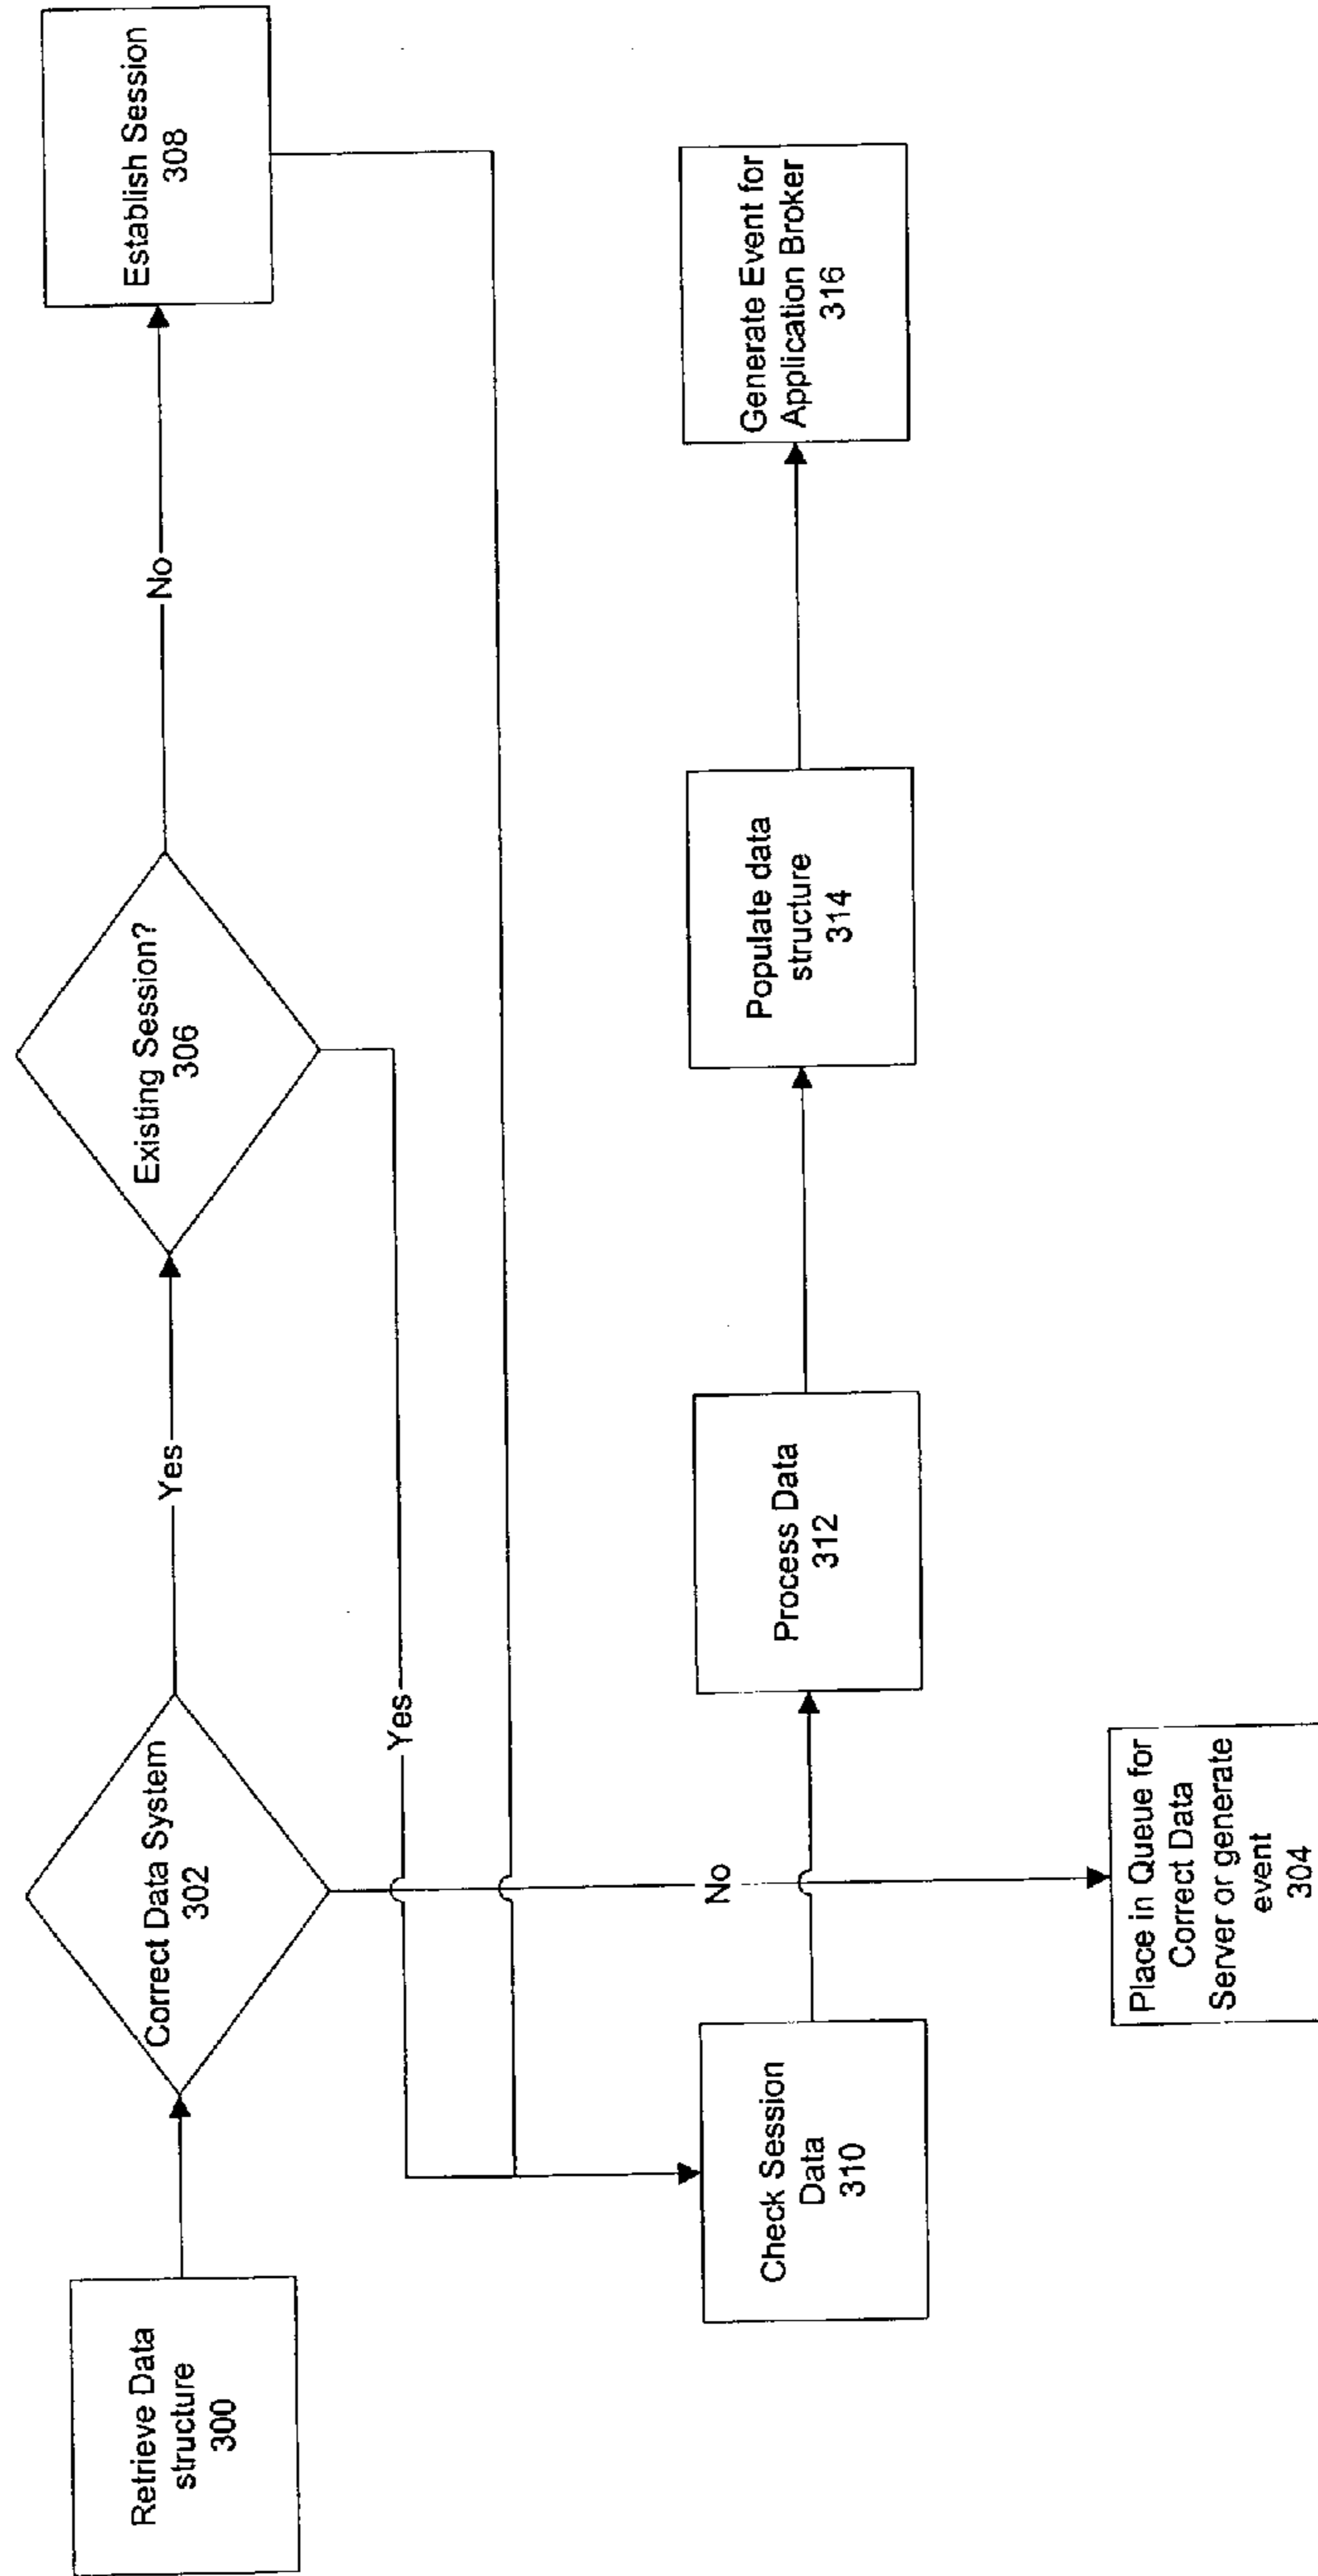 Retrieve Data
structure
300
Correct Data System
302
Yes
Existing Session?
306
No
Establish Session
308
Yes
No
Check Session
Data
310
Process Data
312
Populate data
structure
314
Generate Event for
Application Broker
316
Place in Queue for
Correct Data
Server or generate
event
304